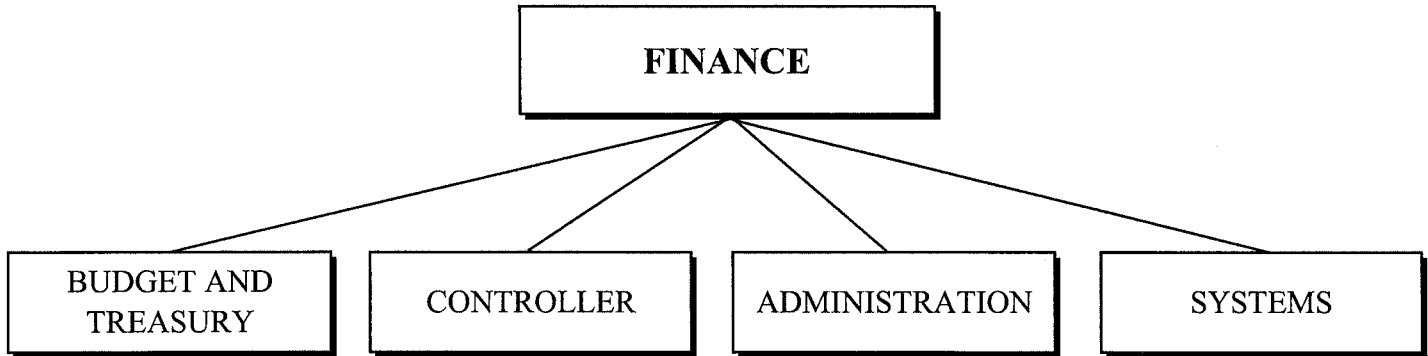 FINANCE
BUDGET AND
TREASURY
CONTROLLER
ADMINISTRATION
SYSTEMS